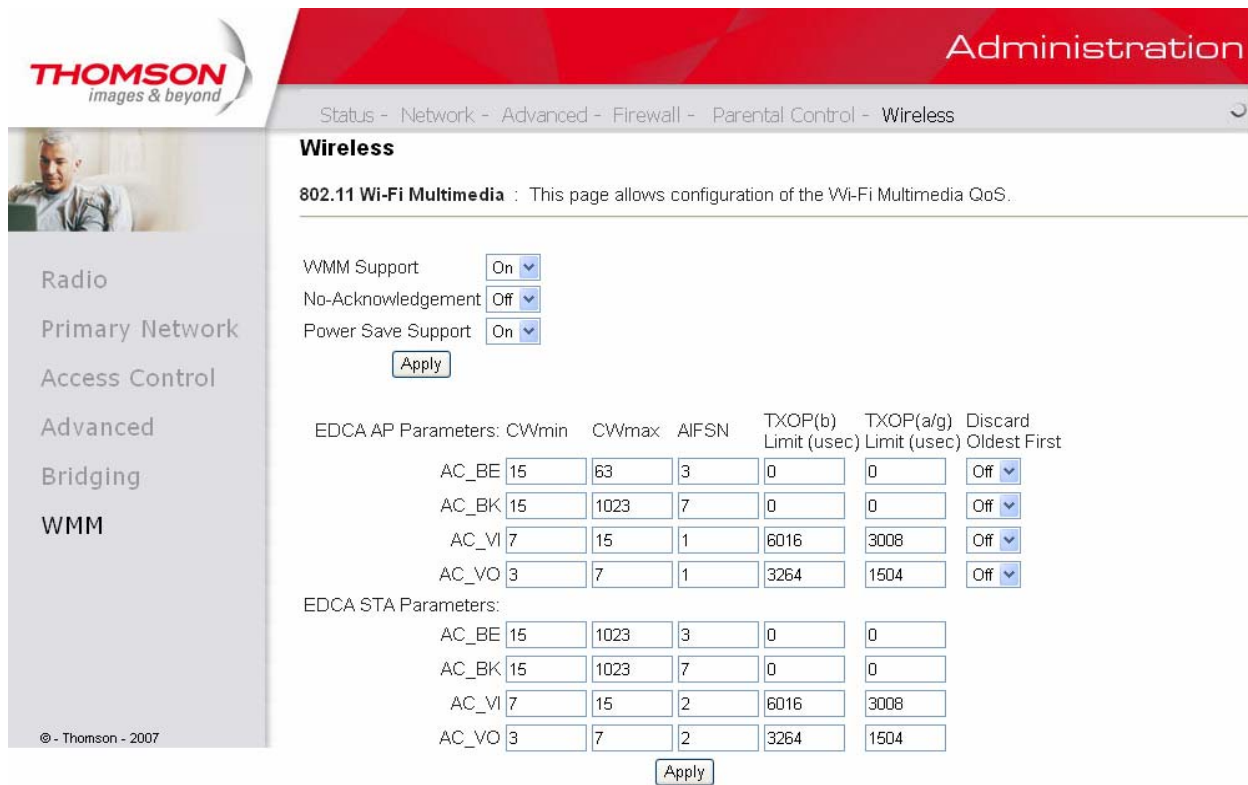 THOMSON
images & beyond
Administration
Status - Network - Advanced - Firewall - Parental Control - Wireless
Wireless
802.11 Wi-Fi Multimedia : This page allows configuration of the Wi-Fi Multimedia QoS.
Radio
Primary Network
Access Control
Advanced
Bridging
WMM
© - Thomson - 2007
WMM Support On
No-Acknowledgement Off
Power Save Support On
Apply
EDCA AP Parameters: CWmin CWmax AIFSN TXOP(b) Limit (usec) TXOP(a/g) Limit (usec) Discard Oldest First
AC_BE 15 63 3 0 0 Off
AC_BK 15 1023 7 0 0 Off
AC_VI 7 15 1 6016 3008 Off
AC_VO 3 7 1 3264 1504 Off
EDCA STA Parameters:
AC_BE 15 1023 3 0 0
AC_BK 15 1023 7 0 0
AC_VI 7 15 2 6016 3008
AC_VO 3 7 2 3264 1504
Apply